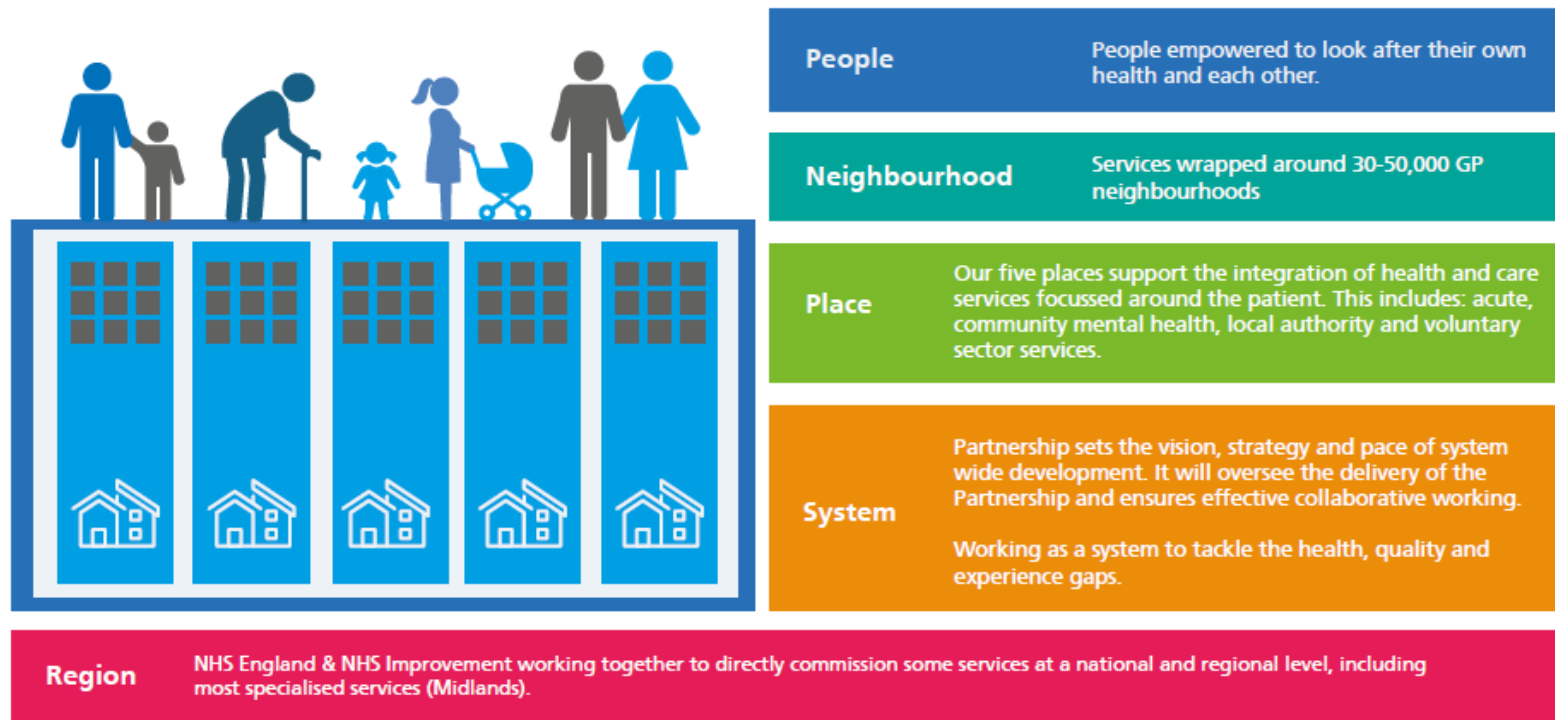 People
People empowered to look after their own
health and each other.
Neighbourhood
Services wrapped around 30-50,000 GP
neighbourhoods
Place
Our five places support the integration of health and care
services focussed around the patient. This includes: acute,
community mental health, local authority and voluntary
sector services.
System
Partnership sets the vision, strategy and pace of system
wide development. It will oversee the delivery of the
Partnership and ensures effective collaborative working.
Working as a system to tackle the health, quality and
experience gaps.
Region
NHS England & NHS Improvement working together to directly commission some services at a national and regional level, including
most specialised services (Midlands).